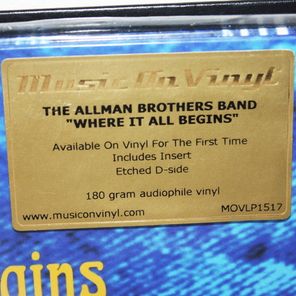 Music On Vinyl
THE ALLMAN BROTHERS BAND
"WHERE IT ALL BEGINS"
Available On Vinyl For The First Time
Includes Insert
Etched D-side
180 gram audiophile vinyl
www.musiconvinyl.com MOVLP1517
gins